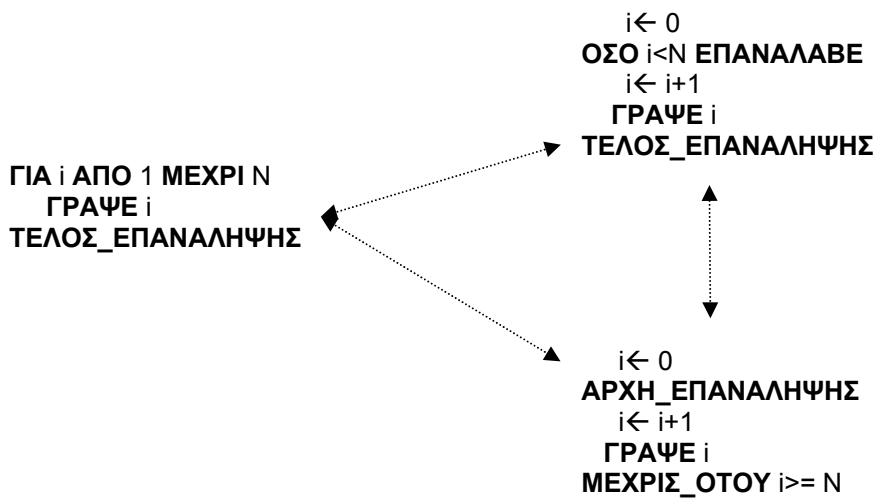 i← 0
ΟΣΟ i<N ΕΠΑΝΑΛΑΒΕ
i← i+1
ΓΡΑΨΕ i
ΤΕΛΟΣ_ΕΠΑΝΑΛΗΨΗΣ
ΓΙΑ i ΑΠΟ 1 ΜΕΧΡΙ N
ΓΡΑΨΕ i
ΤΕΛΟΣ_ΕΠΑΝΑΛΗΨΗΣ
i← 0
ΑΡΧΗ_ΕΠΑΝΑΛΗΨΗΣ
i← i+1
ΓΡΑΨΕ i
ΜΕΧΡΙΣ_ΟΤΟΥ i>= N